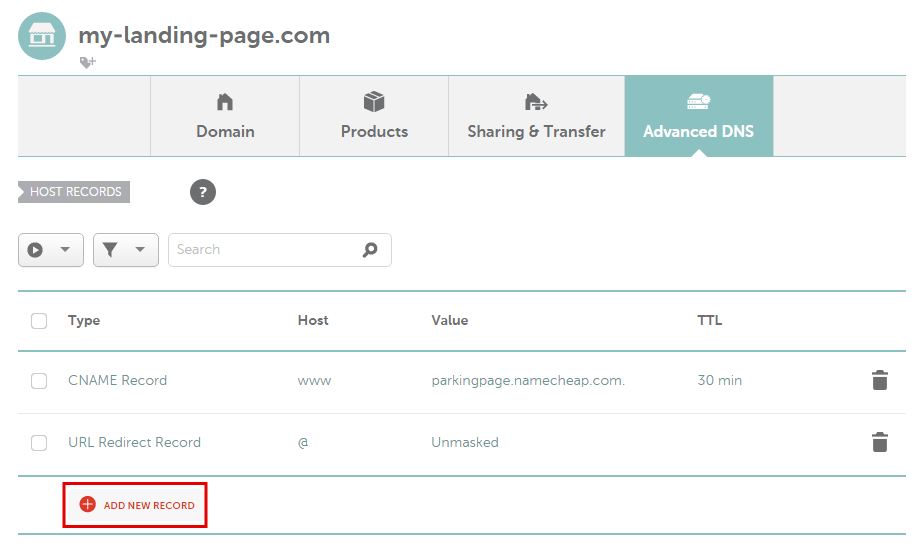 my-landing-page.com
Domain Products Sharing & Transfer Advanced DNS
HOST RECORDS ?
Search
Type Host Value TTL
CNAME Record www parkingpage.namecheap.com. 30 min
URL Redirect Record @ Unmasked
ADD NEW RECORD